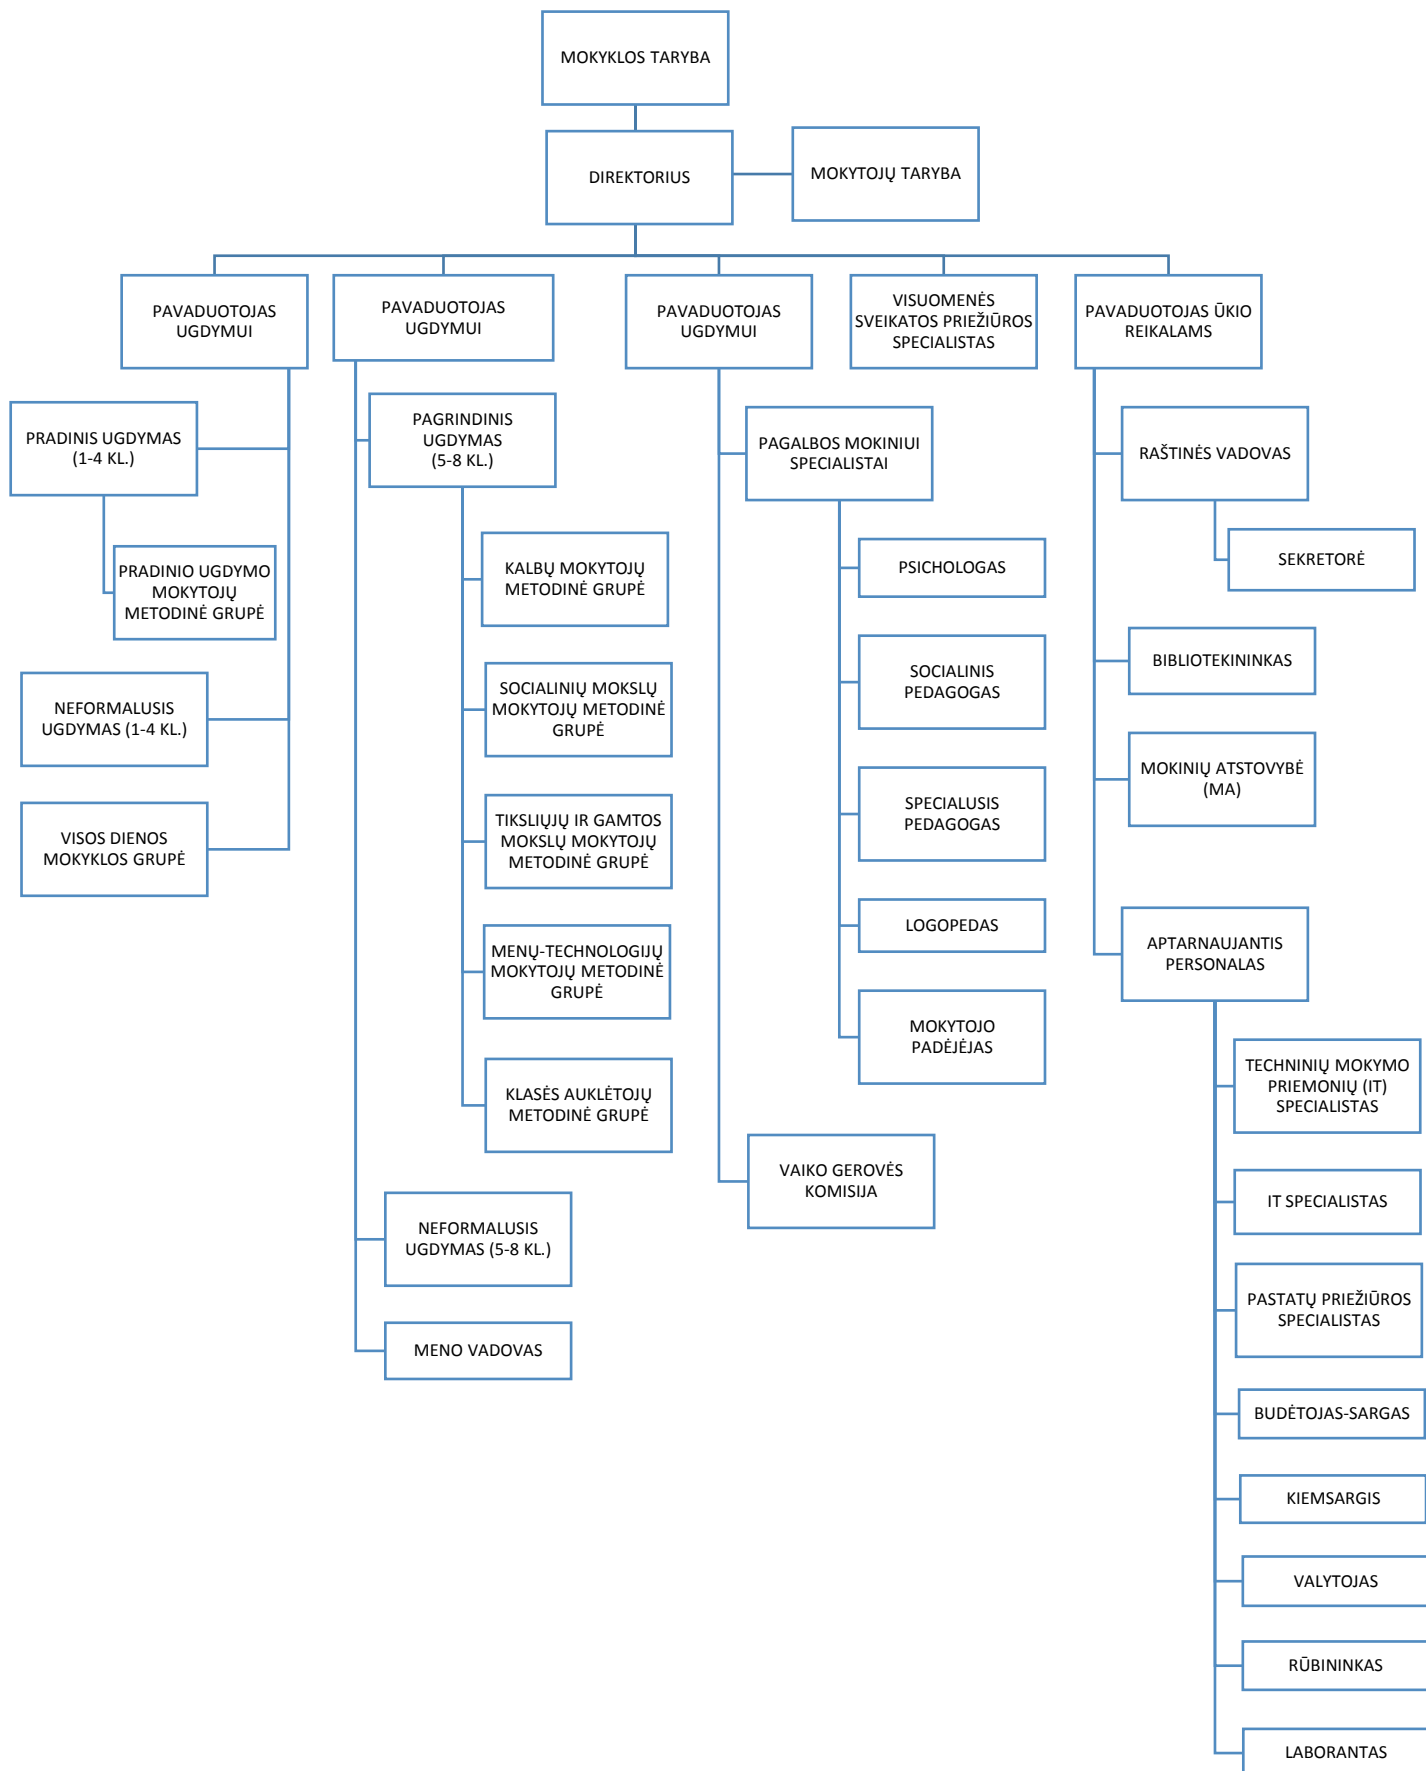 MOKYKLOS TARYBA
DIREKTORIUS
MOKYTOJŲ TARYBA
PAVADUOTOJAS
UGDYMUI
PRADINIS UGDYMAS
(1-4 KL.)
PRADINIO UGDYMO
MOKYTOJŲ
METODINĖ GRUPĖ
NEFORMALUSIS
UGDYMAS (1-4 KL.)
VISOS DIENOS
MOKYKLOS GRUPĖ
PAVADUOTOJAS
UGDYMUI
PAGRINDINIS
UGDYMAS
(5-8 KL.)
KALBŲ MOKYTOJŲ
METODINĖ GRUPĖ
SOCIALINIŲ MOKSLŲ
MOKYTOJŲ METODINĖ
GRUPĖ
TIKSLIŲJŲ IR GAMTOS
MOKSLŲ MOKYTOJŲ
METODINĖ GRUPĖ
MENŲ-TECHNOLOGIJŲ
MOKYTOJŲ METODINĖ
GRUPĖ
KLASĖS AUKLĖTOJŲ
METODINĖ GRUPĖ
NEFORMALUSIS
UGDYMAS (5-8 KL.)
MENO VADOVAS
PAVADUOTOJAS
UGDYMUI
PAGALBOS MOKINIUI
SPECIALISTAI
PSICHOLOGAS
SOCIALINIS
PEDAGOGAS
SPECIALUSIS
PEDAGOGAS
LOGOPEDAS
MOKYTOJO
PADĖJĖJAS
VAIKO GEROVĖS
KOMISIJA
VISUOMENĖS
SVEIKATOS PRIEŽIŪROS
SPECIALISTAS
PAVADUOTOJAS ŪKIO
REIKALAMS
RAŠTINĖS VADOVAS
SEKRETORĖ
BIBLIOTEKININKAS
MOKINIŲ ATSTOVYBĖ
(MA)
APTARNAUJANTIS
PERSONALAS
TECHNINIŲ MOKYMO
PRIEMONIŲ (IT)
SPECIALISTAS
IT SPECIALISTAS
PASTATŲ PRIEŽIŪROS
SPECIALISTAS
BUDĖTOJAS-SARGAS
KIEMSARGIS
VALYTOJAS
RŪBININKAS
LABORANTAS